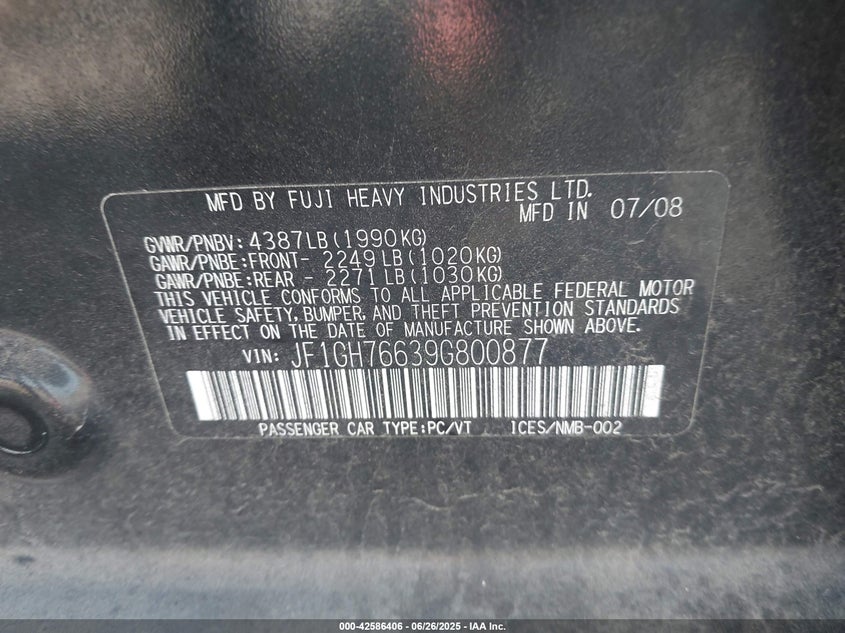 MFD BY FUJI HEAVY INDUSTRIES LTD.
MFD IN 07/08
GVWR/PNBV: 4387LB(1990KG)
GAWR/PNBE:FRONT- 2249LB(1020KG)
GAWR/PNBE:REAR - 2271LB(1030KG)
THIS VEHICLE CONFORMS TO ALL APPLICABLE FEDERAL MOTOR
VEHICLE SAFETY, BUMPER, AND THEFT PREVENTION STANDARDS
IN EFFECT ON THE DATE OF MANUFACTURE SHOWN ABOVE.
VIN: JF1GH76639G800877
PASSENGER CAR TYPE:PC/VT ICES/NMB-002
000-42586406 - 06/26/2025 - IAA Inc.